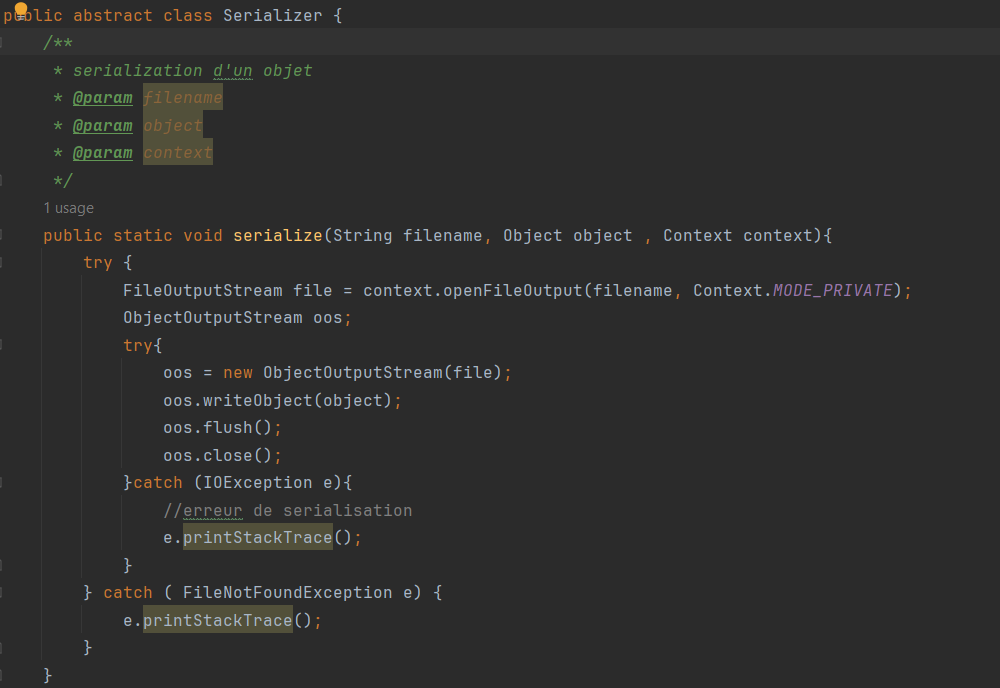 public abstract class Serializer {
/**
* serialization d'un objet
* @param filename
* @param object
* @param context
*/
1 usage
public static void serialize(String filename, Object object , Context context){
try {
FileOutputStream file = context.openFileOutput(filename, Context.MODE_PRIVATE);
ObjectOutputStream oos;
try{
oos = new ObjectOutputStream(file);
oos.writeObject(object);
oos.flush();
oos.close();
}catch (IOException e){
//erreur de serialisation
e.printStackTrace();
}
} catch ( FileNotFoundException e) {
e.printStackTrace();
}
}